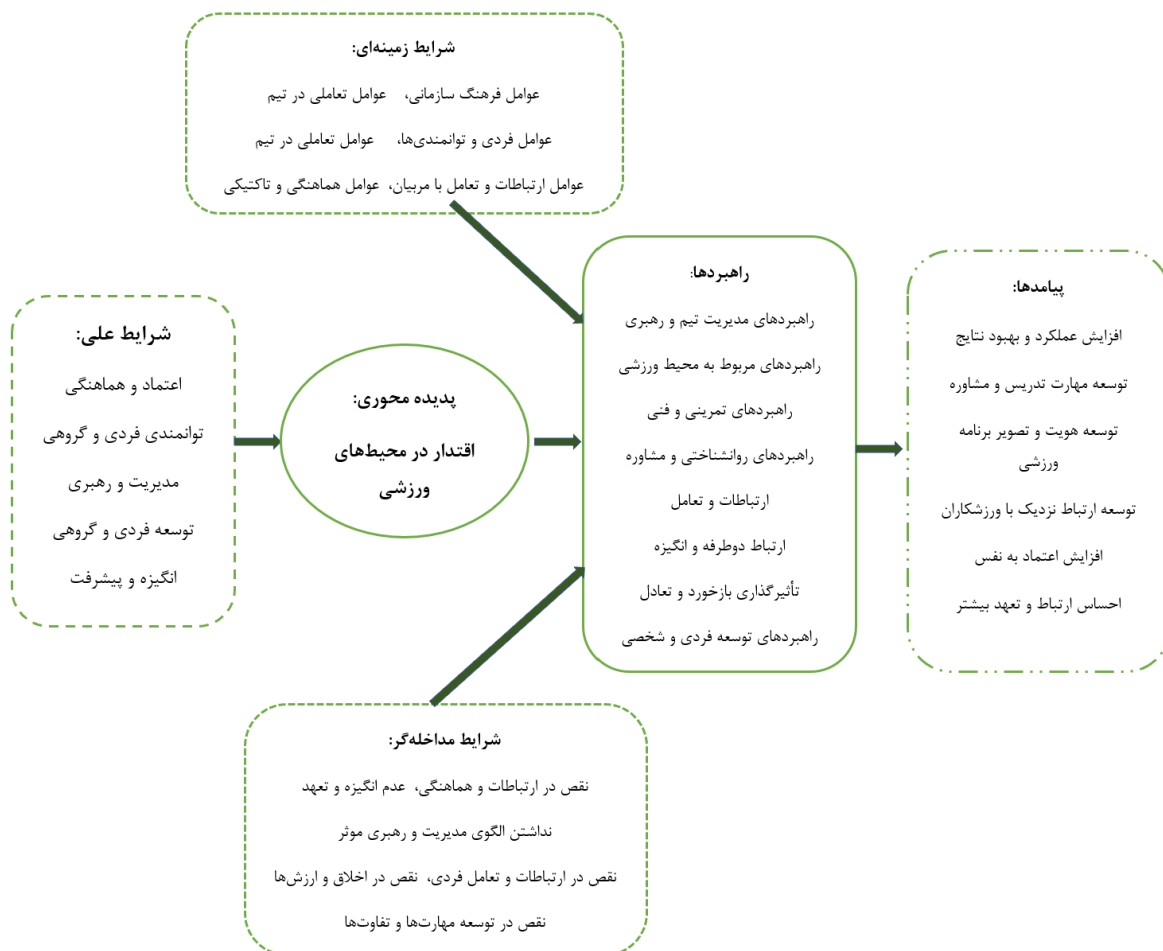 شرایط زمینه‌ای:
عوامل فرهنگ سازمانی، عوامل تعاملی در تیم
عوامل فردی و توانمندی‌ها، عوامل تعاملی در تیم
عوامل ارتباطات و تعامل با مربیان، عوامل هماهنگی و تاکتیکی
شرایط علی:
اعتماد و هماهنگی
توانمندی فردی و گروهی
مدیریت و رهبری
توسعه فردی و گروهی
انگیزه و پیشرفت
پدیده محوری:
اقتدار در محیط‌های
ورزشی
راهبردها:
راهبردهای مدیریت تیم و رهبری
راهبردهای مربوط به محیط ورزشی
راهبردهای تمرینی و فنی
راهبردهای روانشناختی و مشاوره
ارتباطات و تعامل
ارتباط دوطرفه و انگیزه
تأثیرگذاری بازخورد و تعادل
راهبردهای توسعه فردی و شخصی
پیامدها:
افزایش عملکرد و بهبود نتایج
توسعه مهارت تدریس و مشاوره
توسعه هویت و تصویر برنامه
ورزشی
توسعه ارتباط نزدیک با ورزشکاران
افزایش اعتماد به نفس
احساس ارتباط و تعهد بیشتر
شرایط مداخله‌گر:
نقص در ارتباطات و هماهنگی، عدم انگیزه و تعهد
نداشتن الگوی مدیریت و رهبری موثر
نقص در ارتباطات و تعامل فردی، نقص در اخلاق و ارزش‌ها
نقص در توسعه مهارت‌ها و تفاوت‌ها